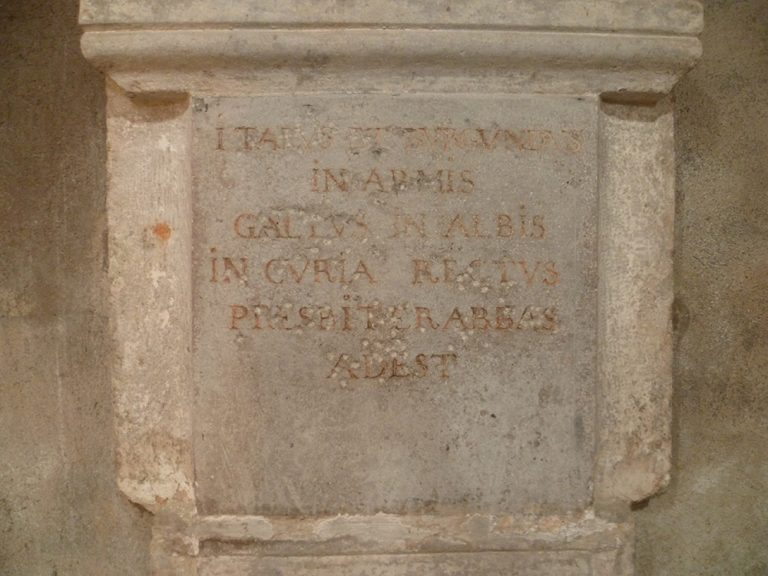 ITALVS ET BVRGVNDVS
IN ARMIS
GALLVS IN ALBIS
IN CVRIA RECTVS
PRESBITER ABBAS
ADEST